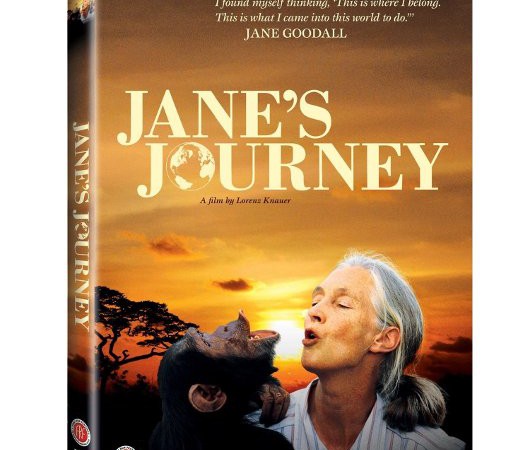 I found myself thinking, 'This is where I belong.
This is what I came into this world to do.'"
JANE GOODALL
JANE'S
JOURNEY
A film by Lorenz Knauer
JANE'S JOURNEY